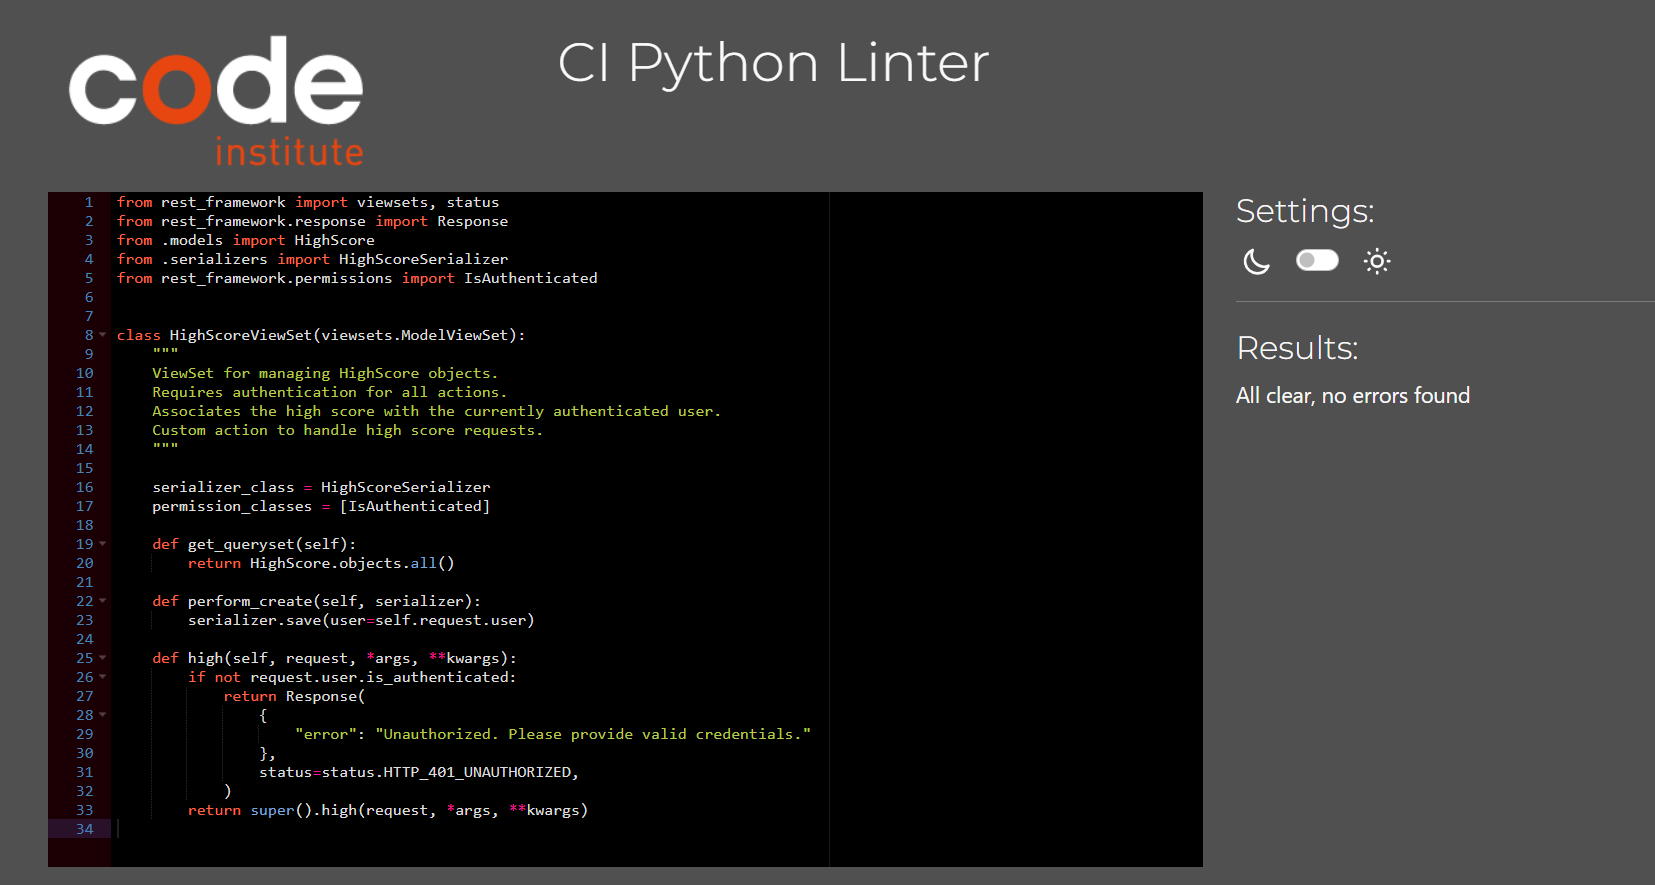 code
institute
CI Python Linter
1 from rest_framework import viewsets, status
2 from rest_framework.response import Response
3 from .models import HighScore
4 from .serializers import HighScoreSerializer
5 from rest_framework.permissions import IsAuthenticated
6
7
8 class HighScoreViewSet(viewsets.ModelViewSet):
9     """
10     ViewSet for managing HighScore objects.
11     Requires authentication for all actions.
12     Associates the high score with the currently authenticated user.
13     Custom action to handle high score requests.
14     """
15
16     serializer_class = HighScoreSerializer
17     permission_classes = [IsAuthenticated]
18
19     def get_queryset(self):
20         return HighScore.objects.all()
21
22     def perform_create(self, serializer):
23         serializer.save(user=self.request.user)
24
25     def high(self, request, *args, **kwargs):
26         if not request.user.is_authenticated:
27             return Response(
28                 {
29                     "error": "Unauthorized. Please provide valid credentials."
30                 },
31                 status=status.HTTP_401_UNAUTHORIZED,
32             )
33         return super().high(request, *args, **kwargs)
34
Settings:
Results:
All clear, no errors found